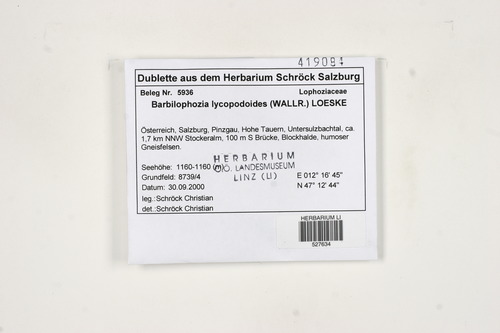 419084
Dublette aus dem Herbarium Schröck Salzburg
Beleg Nr. 5936 Lophoziaceae
Barbilophozia lycopodoides (WALLR.) LOESKE
Österreich, Salzburg, Pinzgau, Hohe Tauern, Untersulzbachtal, ca.
1,7 km NNW Stockeralm, 100 m S Brücke, Blockhalde, humoser
Gneisfelsen.
HERBARIUM
Seehöhe: 1160-1160 (m) OÖ. LANDESMUSEUM
Grundfeld: 8739/4 LINZ (LI) E 012° 16' 45"
Datum: 30.09.2000 N 47° 12' 44"
leg.: Schröck Christian
det.: Schröck Christian
HERBARIUM LI
527634